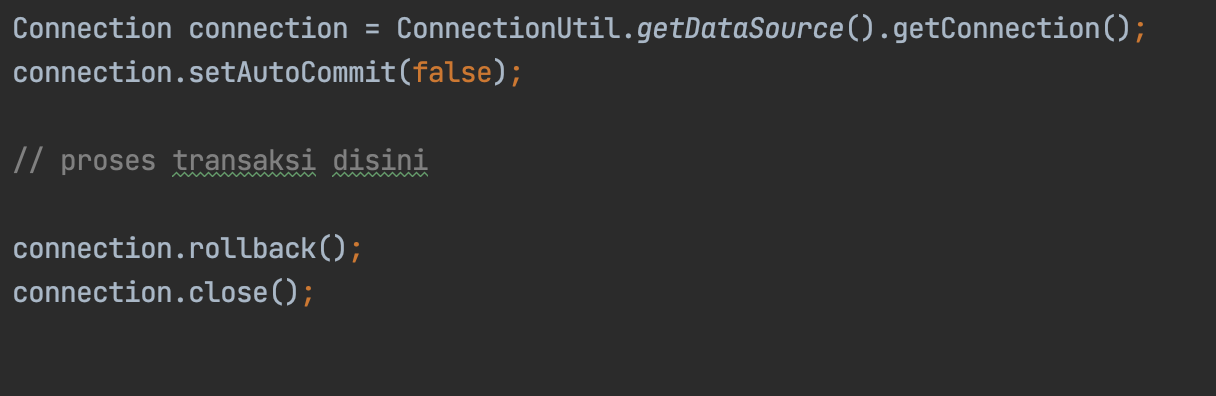 Connection connection = ConnectionUtil.getDataSource().getConnection();
connection.setAutoCommit(false);
// proses transaksi disini
connection.rollback();
connection.close();